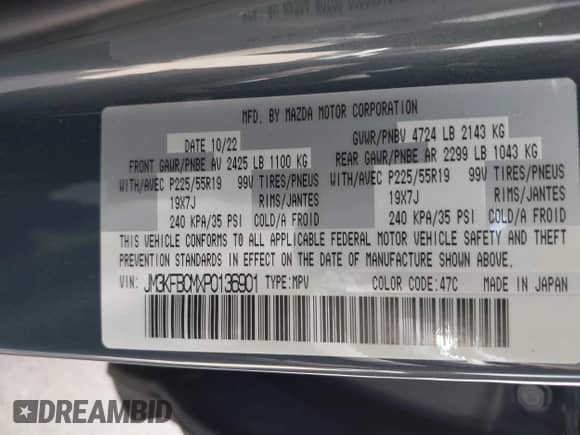 MFD. BY MAZDA MOTOR CORPORATION
DATE 10/22 GVWR/PNBV 4724 LB 2143 KG
FRONT GAWR/PNBE AV 2425 LB 1100 KG REAR GAWR/PNBE AR 2299 LB 1043 KG
WITH/AVEC P225/55R19 99V TIRES/PNEUS WITH/AVEC P225/55R19 99V TIRES/PNEUS
19X7J RIMS/JANTES 19X7J RIMS/JANTES
240 KPA/35 PSI COLD/A FROID 240 KPA/35 PSI COLD/A FROID
THIS VEHICLE CONFORMS TO ALL APPLICABLE FEDERAL MOTOR VEHICLE SAFETY AND THEFT
PREVENTION STANDARDS IN EFFECT ON THE DATE OF MANUFACTURE SHOWN ABOVE.
VIN: JM3KFBCMXP0136901 TYPE:MPV COLOR CODE:47C MADE IN JAPAN
DREAMBID